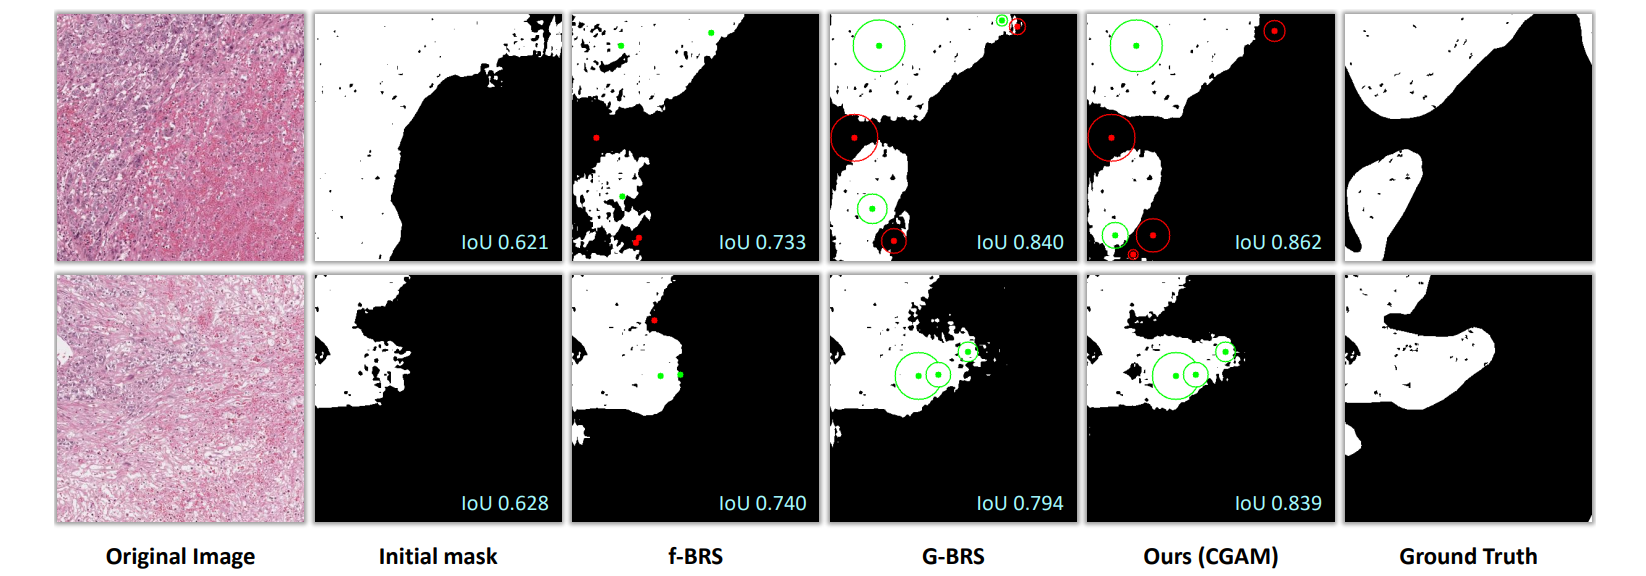 IoU 0.621 IoU 0.733 IoU 0.840 IoU 0.862
IoU 0.628 IoU 0.740 IoU 0.794 IoU 0.839
Original Image Initial mask f-BRS G-BRS Ours (CGAM) Ground Truth